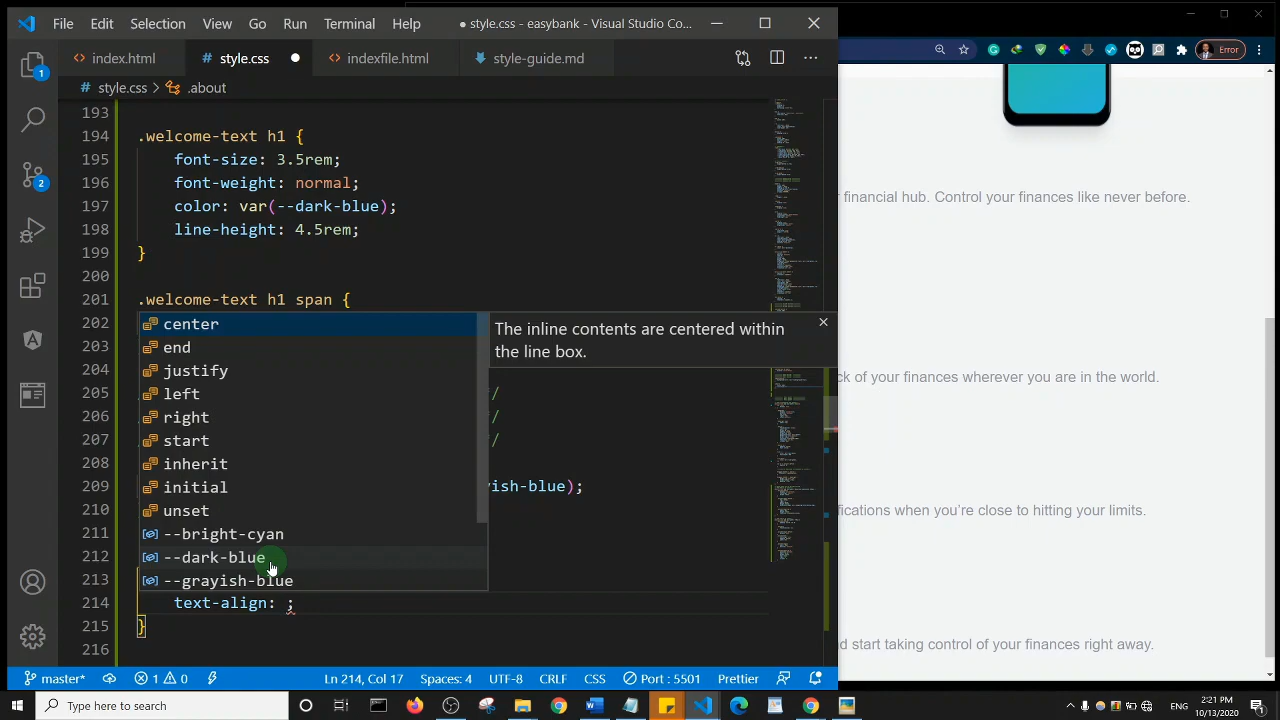 File Edit View Go Run Terminal Help ● style.css - easybank - Visual Studio Co...
index.html style.css ● indexfile.html style-guide.md
style.css > .about
193
194 .welcome-text h1 {
195 font-size: 3.5rem;
196 font-weight: normal;
197 color: var(--dark-blue);
198 line-height: 4.5rem;
199 }
200
201 .welcome-text h1 span {
202 center
The inline contents are centered within
the line box.
203 end
204 justify
left /
right /
start /
208 inherit
209 initial yish-blue);
210 unset
--bright-cyan
212 --dark-blue
213 --grayish-blue
214 text-align: ;
215 }
216
master* 1 0 Ln 214, Col 17 Spaces: 4 UTF-8 CRLF CSS Port : 5501 Prettier
Error
r financial hub. Control your finances like never before.
ck of your finances wherever you are in the world.
ications when you're close to hitting your limits.
d start taking control of your finances right away.
1
2
Type here to search
ENG
2:21 PM
10/13/2020